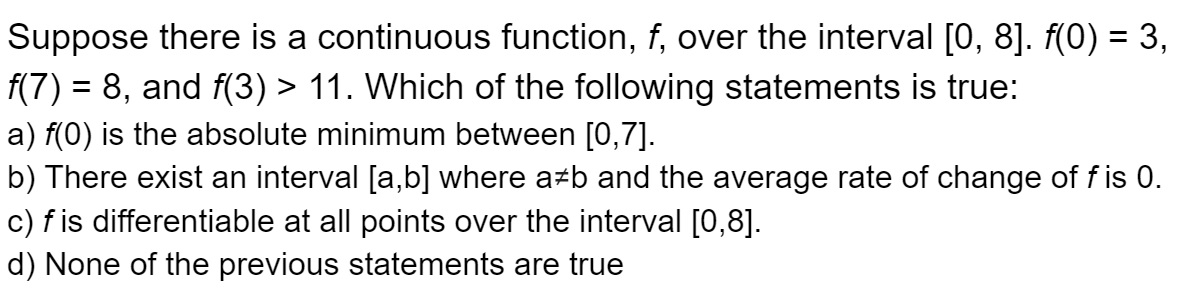 Suppose there is a continuous function, f, over the interval [0, 8]. f(0) = 3,
f(7) = 8, and f(3) > 11. Which of the following statements is true:
a) f(0) is the absolute minimum between [0,7].
b) There exist an interval [a,b] where a≠b and the average rate of change of f is 0.
c) f is differentiable at all points over the interval [0,8].
d) None of the previous statements are true